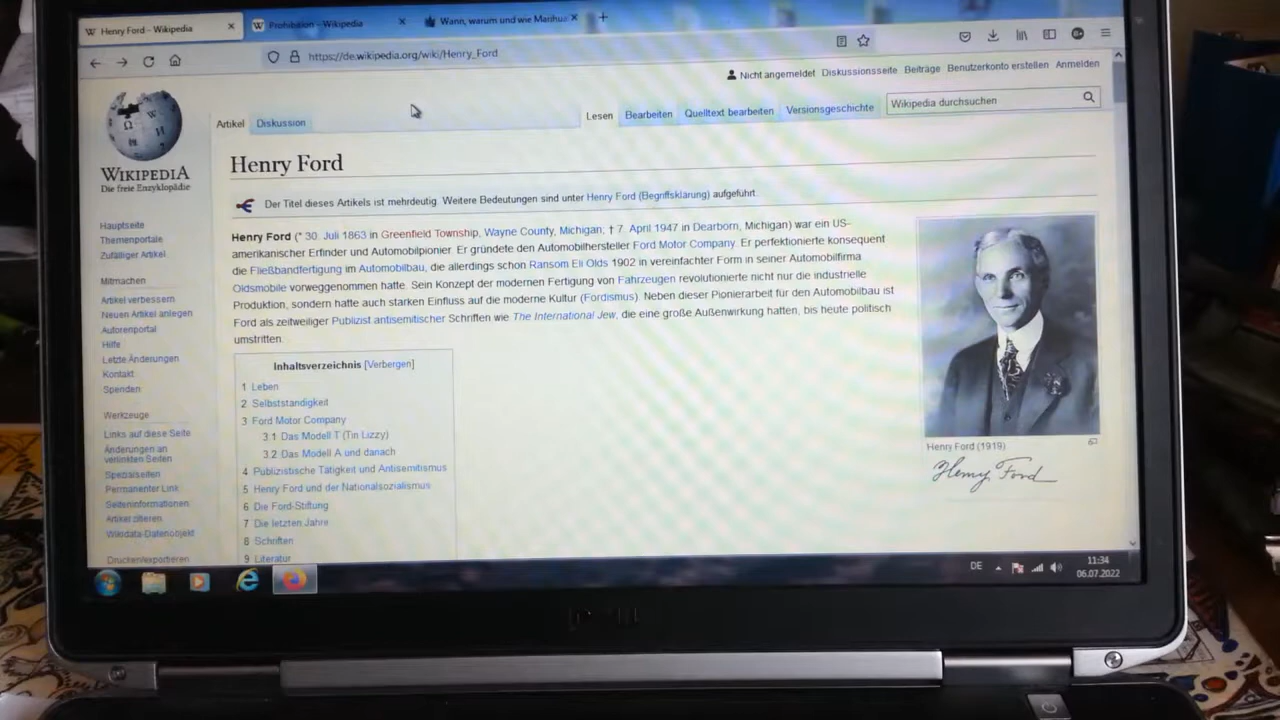 Henry Ford – Wikipedia
Prohibition – Wikipedia
Wann, warum und wie Marihua
https://de.wikipedia.org/wiki/Henry_Ford
Nicht angemeldet Diskussionsseite Beiträge Benutzerkonto erstellen Anmelden
Artikel Diskussion
Lesen Bearbeiten Quelltext bearbeiten Versionsgeschichte
Wikipedia durchsuchen
WIKIPEDIA
Die freie Enzyklopädie
Hauptseite
Themenportale
Zufälliger Artikel
Mitmachen
Artikel verbessern
Neuen Artikel anlegen
Autorenportal
Hilfe
Letzte Änderungen
Kontakt
Spenden
Werkzeuge
Links auf diese Seite
Änderungen an
verlinkten Seiten
Spezialseiten
Permanenter Link
Seiteninformationen
Artikel zitieren
Wikidata-Datenobjekt
Drucken/exportieren
Henry Ford
Der Titel dieses Artikels ist mehrdeutig. Weitere Bedeutungen sind unter Henry Ford (Begriffsklärung) aufgeführt.
Henry Ford (* 30. Juli 1863 in Greenfield Township, Wayne County, Michigan; † 7. April 1947 in Dearborn, Michigan) war ein US-
amerikanischer Erfinder und Automobilpionier. Er gründete den Automobilhersteller Ford Motor Company. Er perfektionierte konsequent
die Fließbandfertigung im Automobilbau, die allerdings schon Ransom Eli Olds 1902 in vereinfachter Form in seiner Automobilfirma
Oldsmobile vorweggenommen hatte. Sein Konzept der modernen Fertigung von Fahrzeugen revolutionierte nicht nur die industrielle
Produktion, sondern hatte auch starken Einfluss auf die moderne Kultur (Fordismus). Neben dieser Pionierarbeit für den Automobilbau ist
Ford als zeitweiliger Publizist antisemitischer Schriften wie The International Jew, die eine große Außenwirkung hatten, bis heute politisch
umstritten.
Inhaltsverzeichnis [Verbergen]
1 Leben
2 Selbstständigkeit
3 Ford Motor Company
3.1 Das Modell T (Tin Lizzy)
3.2 Das Modell A und danach
4 Publizistische Tätigkeit und Antisemitismus
5 Henry Ford und der Nationalsozialismus
6 Die Ford-Stiftung
7 Die letzten Jahre
8 Schriften
9 Literatur
Henry Ford (1919)
Henry Ford
DE
11:34
06.07.2022